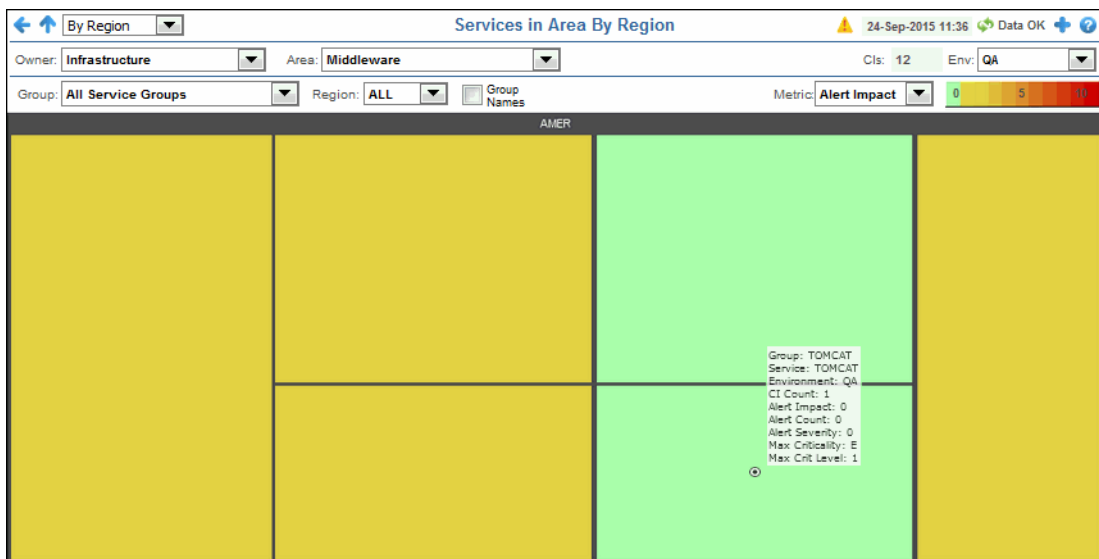 By Region Services in Area By Region 24-Sep-2015 11:36 Data OK
Owner: Infrastructure Area: Middleware CIs: 12 Env: QA
Group: All Service Groups Region: ALL Group Names Metric: Alert Impact 0 5 10
AMER
Group: TOMCAT
Service: TOMCAT
Environment: QA
CI Count: 1
Alert Impact: 0
Alert Count: 0
Alert Severity: 0
Max Criticality: E
Max Crit Level: 1